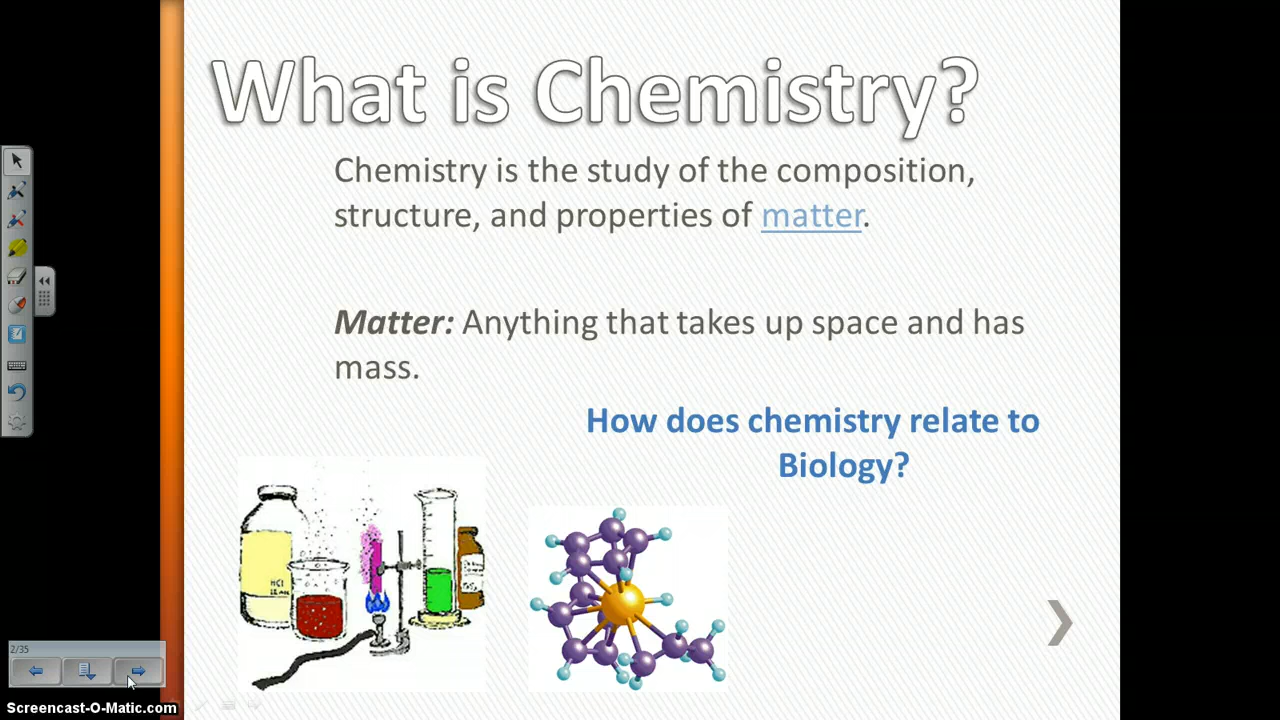 What is Chemistry?
Chemistry is the study of the composition,
structure, and properties of matter.
Matter: Anything that takes up space and has
mass.
How does chemistry relate to
Biology?
HCl
2/35
Screencast-O-Matic.com